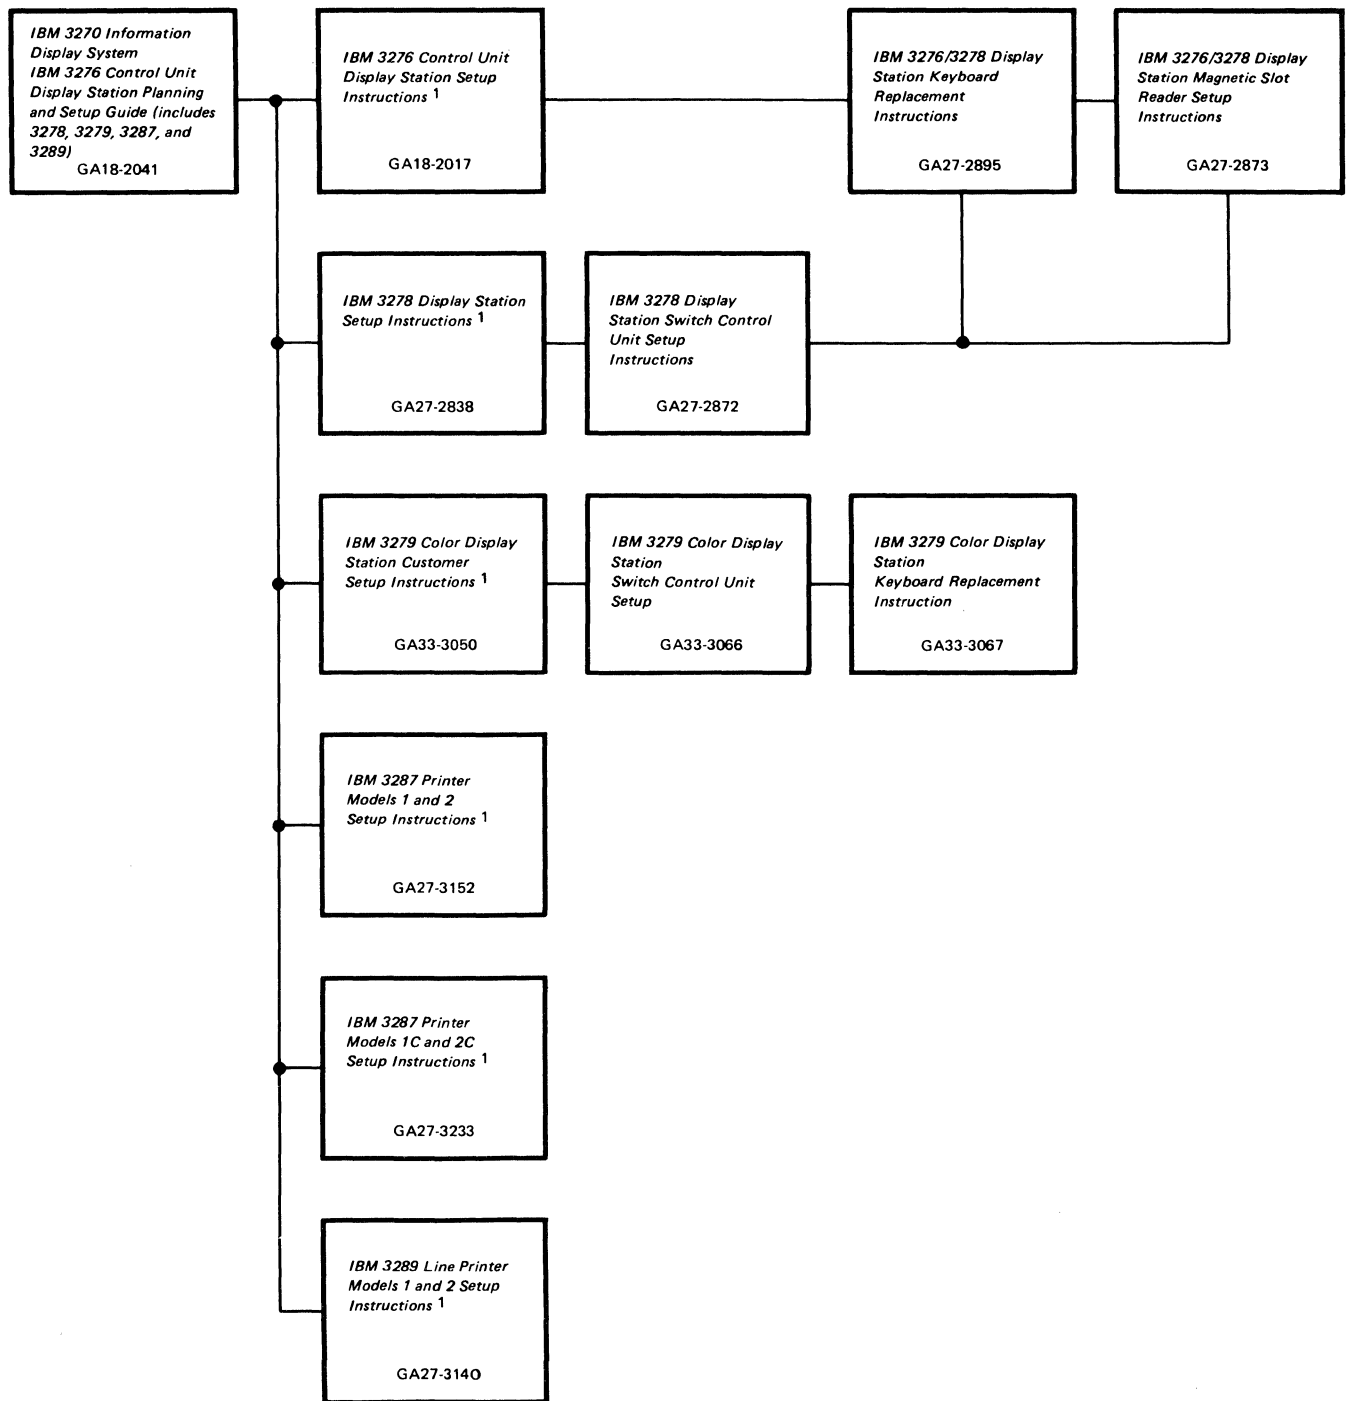 IBM 3270 Information
Display System
IBM 3276 Control Unit
Display Station Planning
and Setup Guide (includes
3278, 3279, 3287, and
3289)
GA18-2041
IBM 3276 Control Unit
Display Station Setup
Instructions 1
GA18-2017
IBM 3276/3278 Display
Station Keyboard
Replacement
Instructions
GA27-2895
IBM 3276/3278 Display
Station Magnetic Slot
Reader Setup
Instructions
GA27-2873
IBM 3278 Display Station
Setup Instructions 1
GA27-2838
IBM 3278 Display
Station Switch Control
Unit Setup
Instructions
GA27-2872
IBM 3279 Color Display
Station Customer
Setup Instructions 1
GA33-3050
IBM 3279 Color Display
Station
Switch Control Unit
Setup
GA33-3066
IBM 3279 Color Display
Station
Keyboard Replacement
Instruction
GA33-3067
IBM 3287 Printer
Models 1 and 2
Setup Instructions 1
GA27-3152
IBM 3287 Printer
Models 1C and 2C
Setup Instructions 1
GA27-3233
IBM 3289 Line Printer
Models 1 and 2 Setup
Instructions 1
GA27-3140